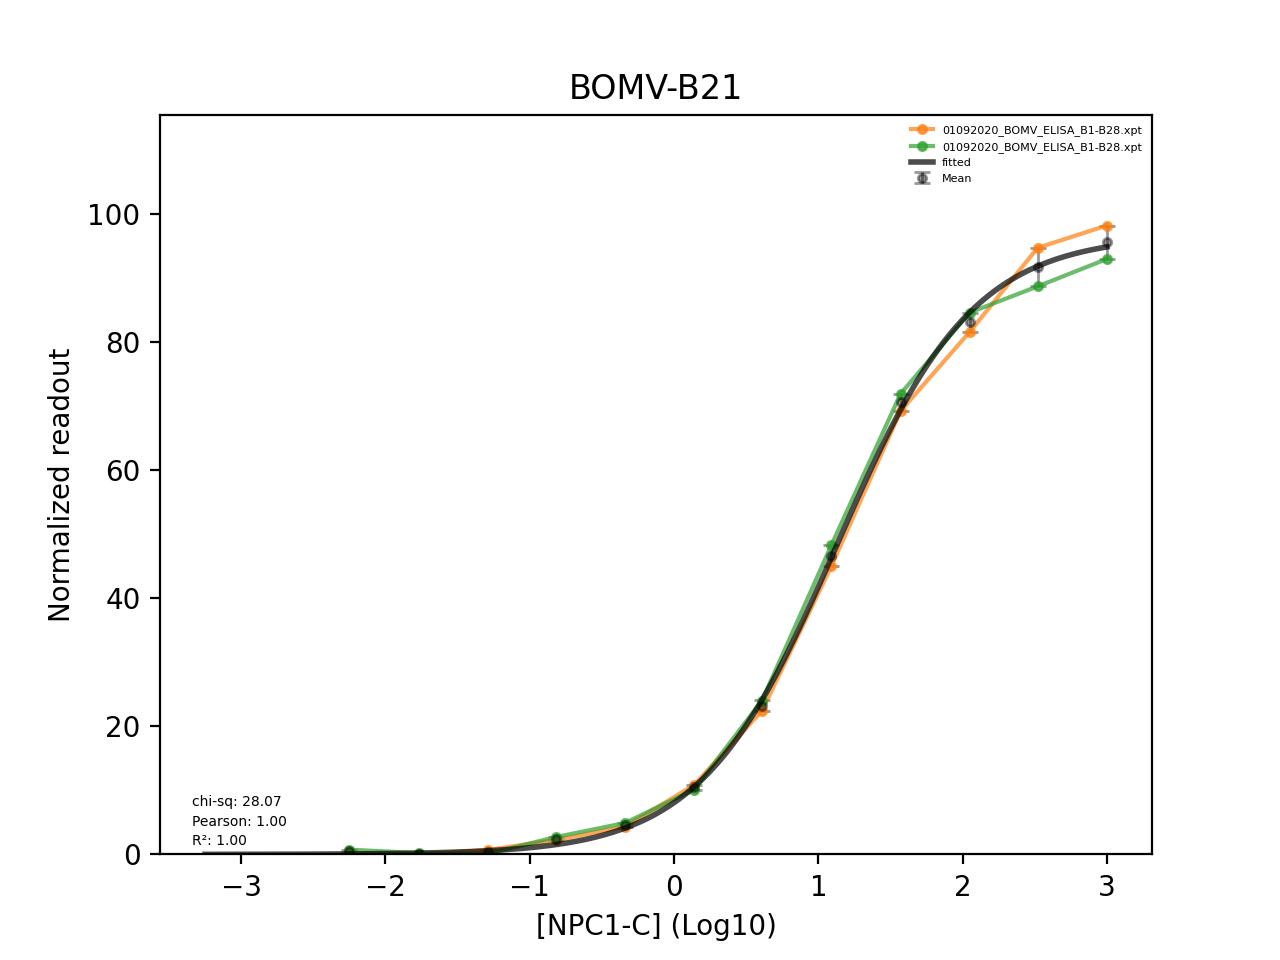 BOMV-B21
01092020_BOMV_ELISA_B1-B28.xpt
01092020_BOMV_ELISA_B1-B28.xpt
fitted
Mean
Normalized readout
100
80
60
40
20
0
chi-sq: 28.07
Pearson: 1.00
R²: 1.00
−3 −2 −1 0 1 2 3
[NPC1-C] (Log10)